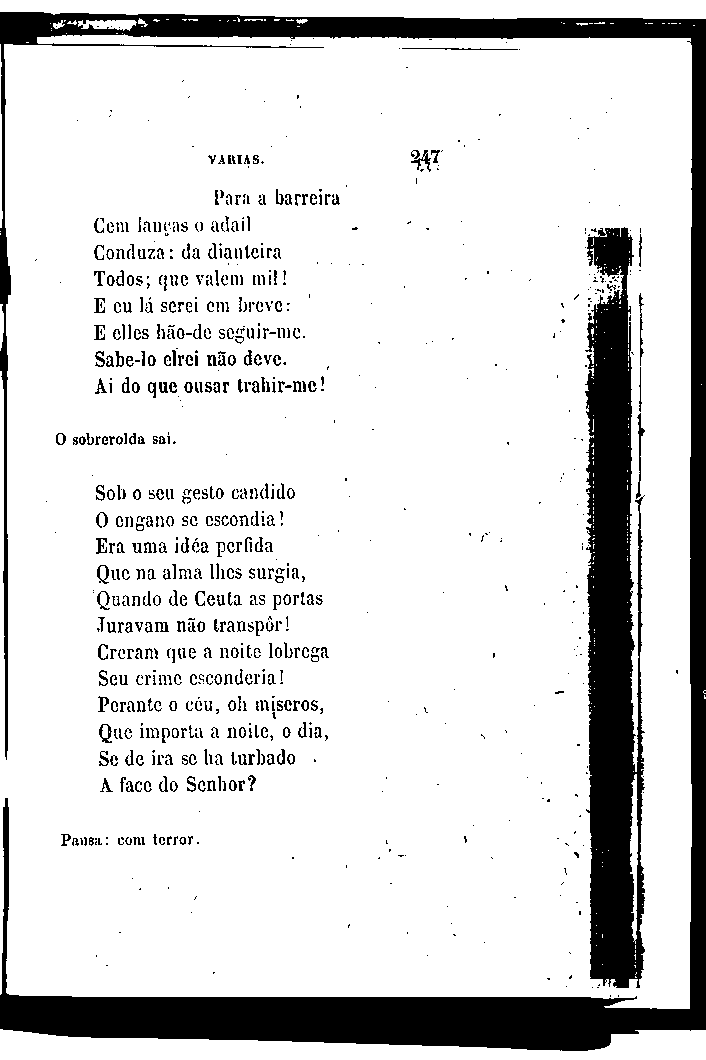 VARIAS. 247
Para a barreira
Cem lanças o adail
Conduza: da dianteira
Todos; que valem mil!
E eu lá serei em breve:
E elles hão-de seguir-me.
Sabe-lo elrei não deve.
Ai do que ousar trahir-me!
O sobrerolda sai.
Sob o seu gesto candido
O engano se escondia!
Era uma idéa perfida
Que na alma lhes surgia,
Quando de Ceuta as portas
Juravam não transpôr!
Creram que a noite lobrega
Seu crime esconderia!
Perante o céu, oh miseros,
Que importa a noite, o dia,
Se de ira se ha turbado
A face do Senhor?
Pausa: com terror.